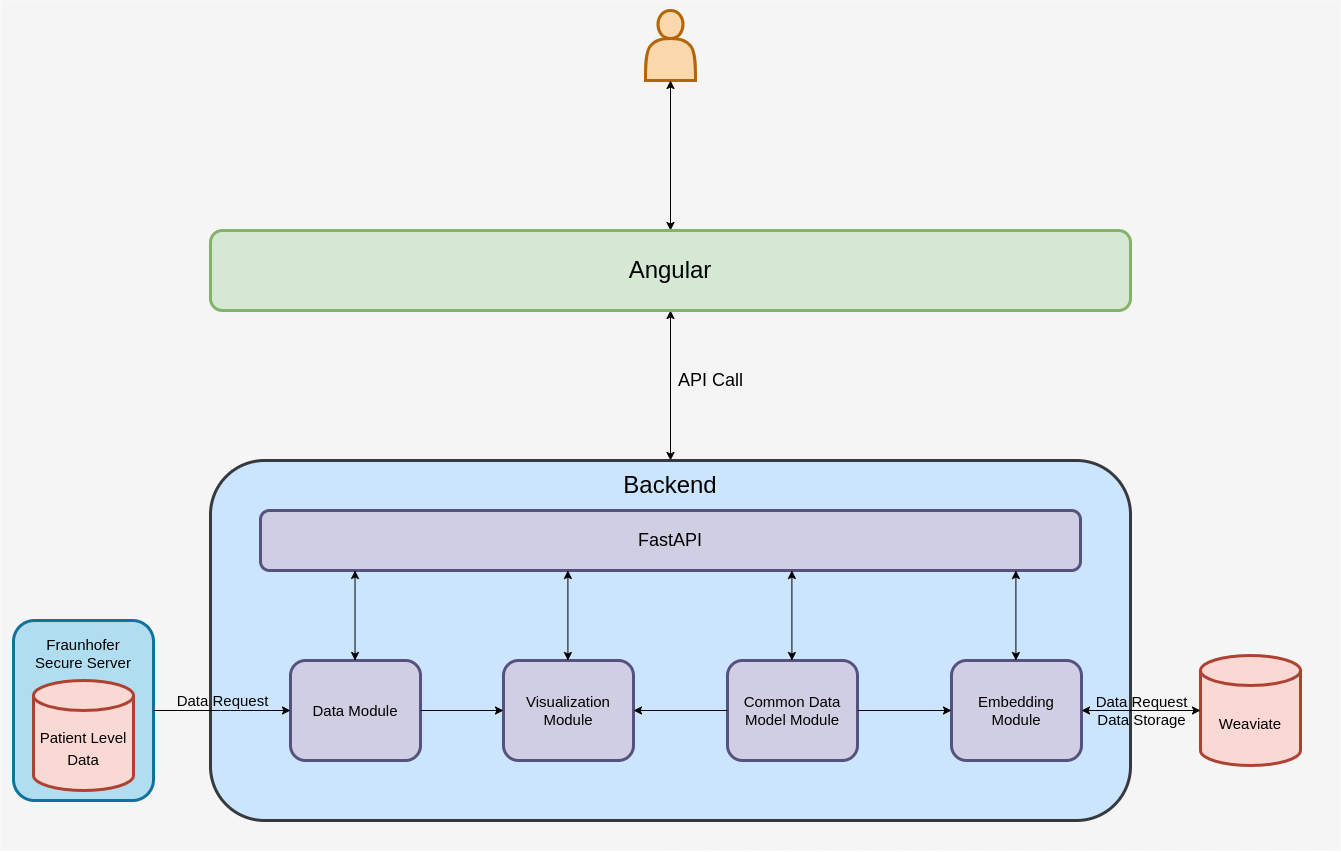 Angular
API Call
Backend
FastAPI
Fraunhofer
Secure Server
Patient Level
Data
Data Request
Data Module
Visualization
Module
Common Data
Model Module
Embedding
Module
Data Request
Data Storage
Weaviate